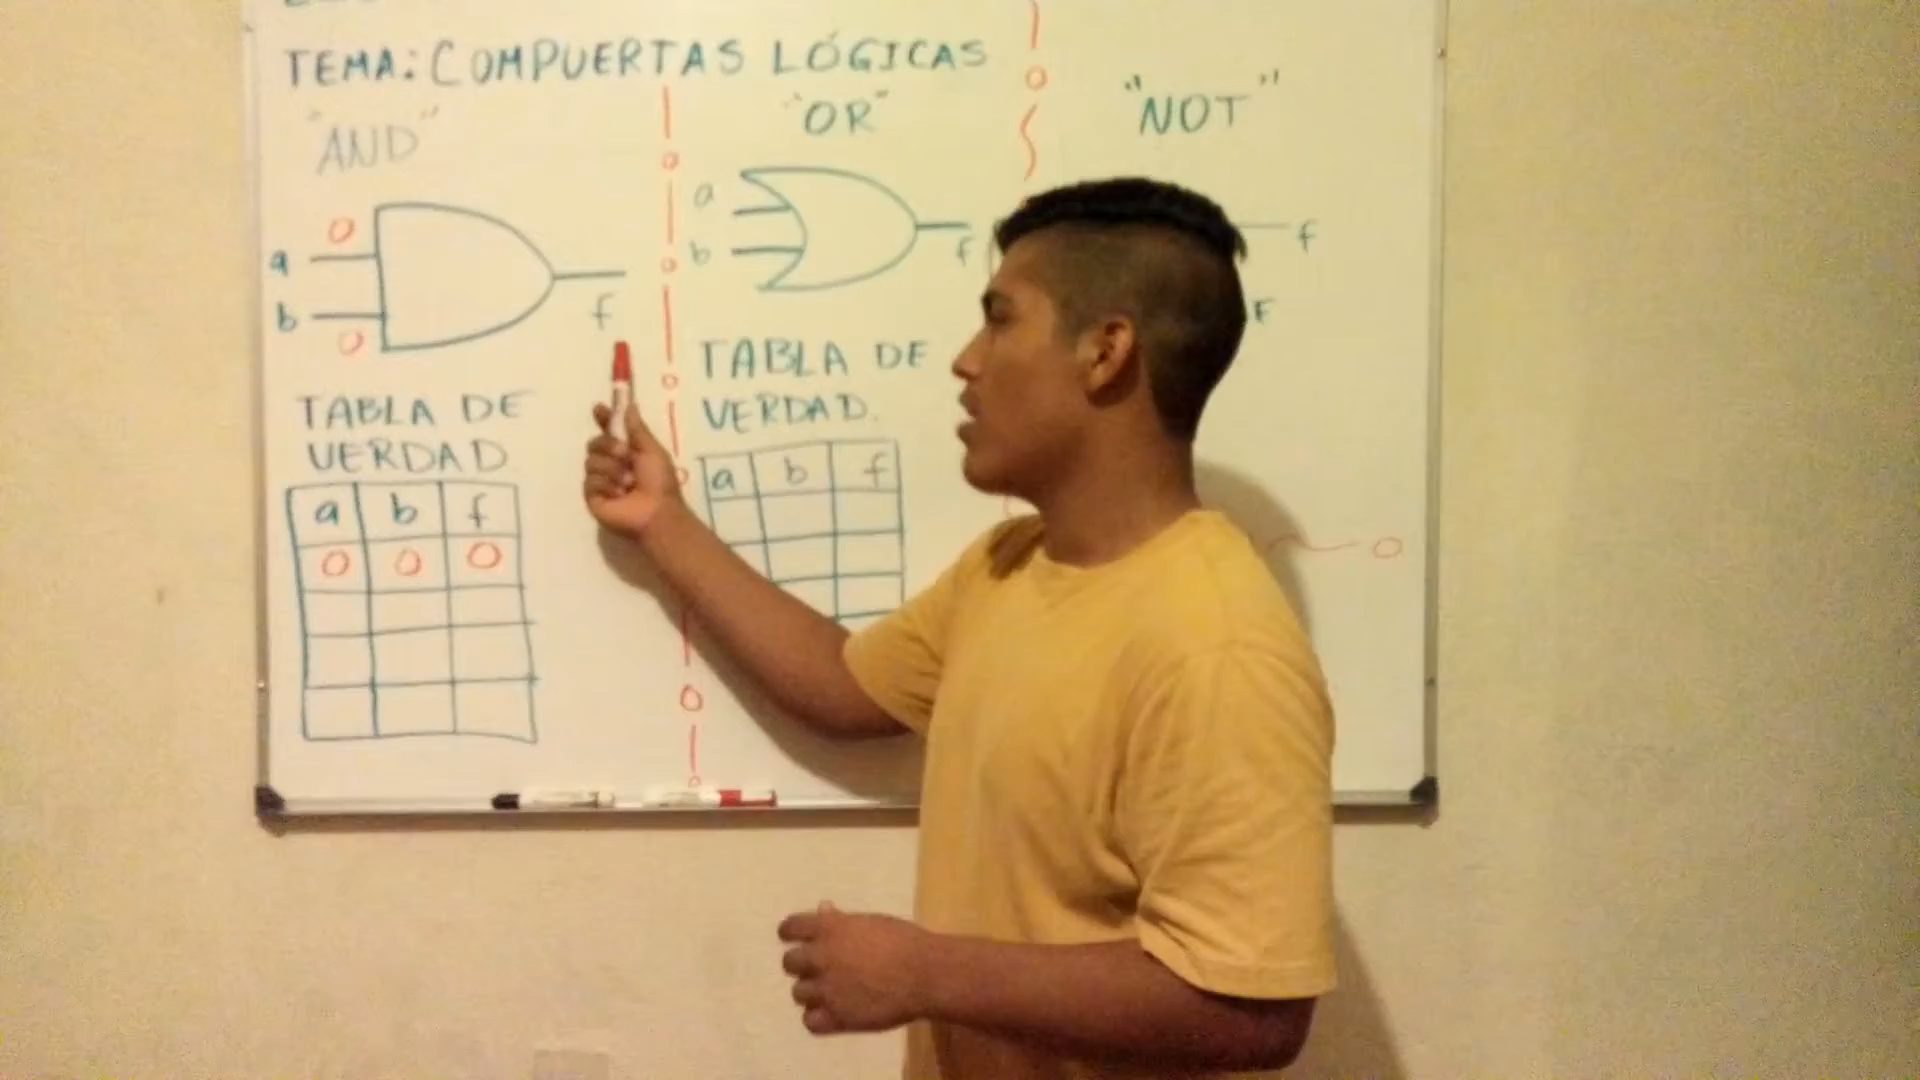 TEMA: COMPUERTAS LÓGICAS
"AND"
0
a
b
0
f
TABLA DE
VERDAD
a b f
0 0 0
"OR"
a
b
f
TABLA DE
VERDAD.
a b f
"NOT"
f
F